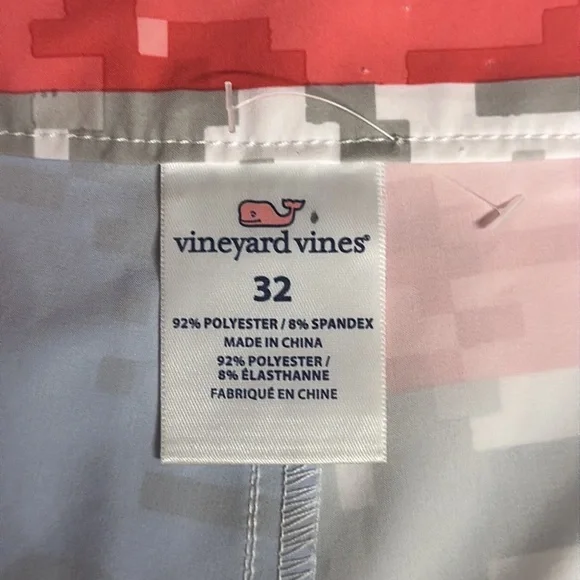 vineyard vines®
32
92% POLYESTER / 8% SPANDEX
MADE IN CHINA
92% POLYESTER /
8% ÉLASTHANNE
FABRIQUÉ EN CHINE